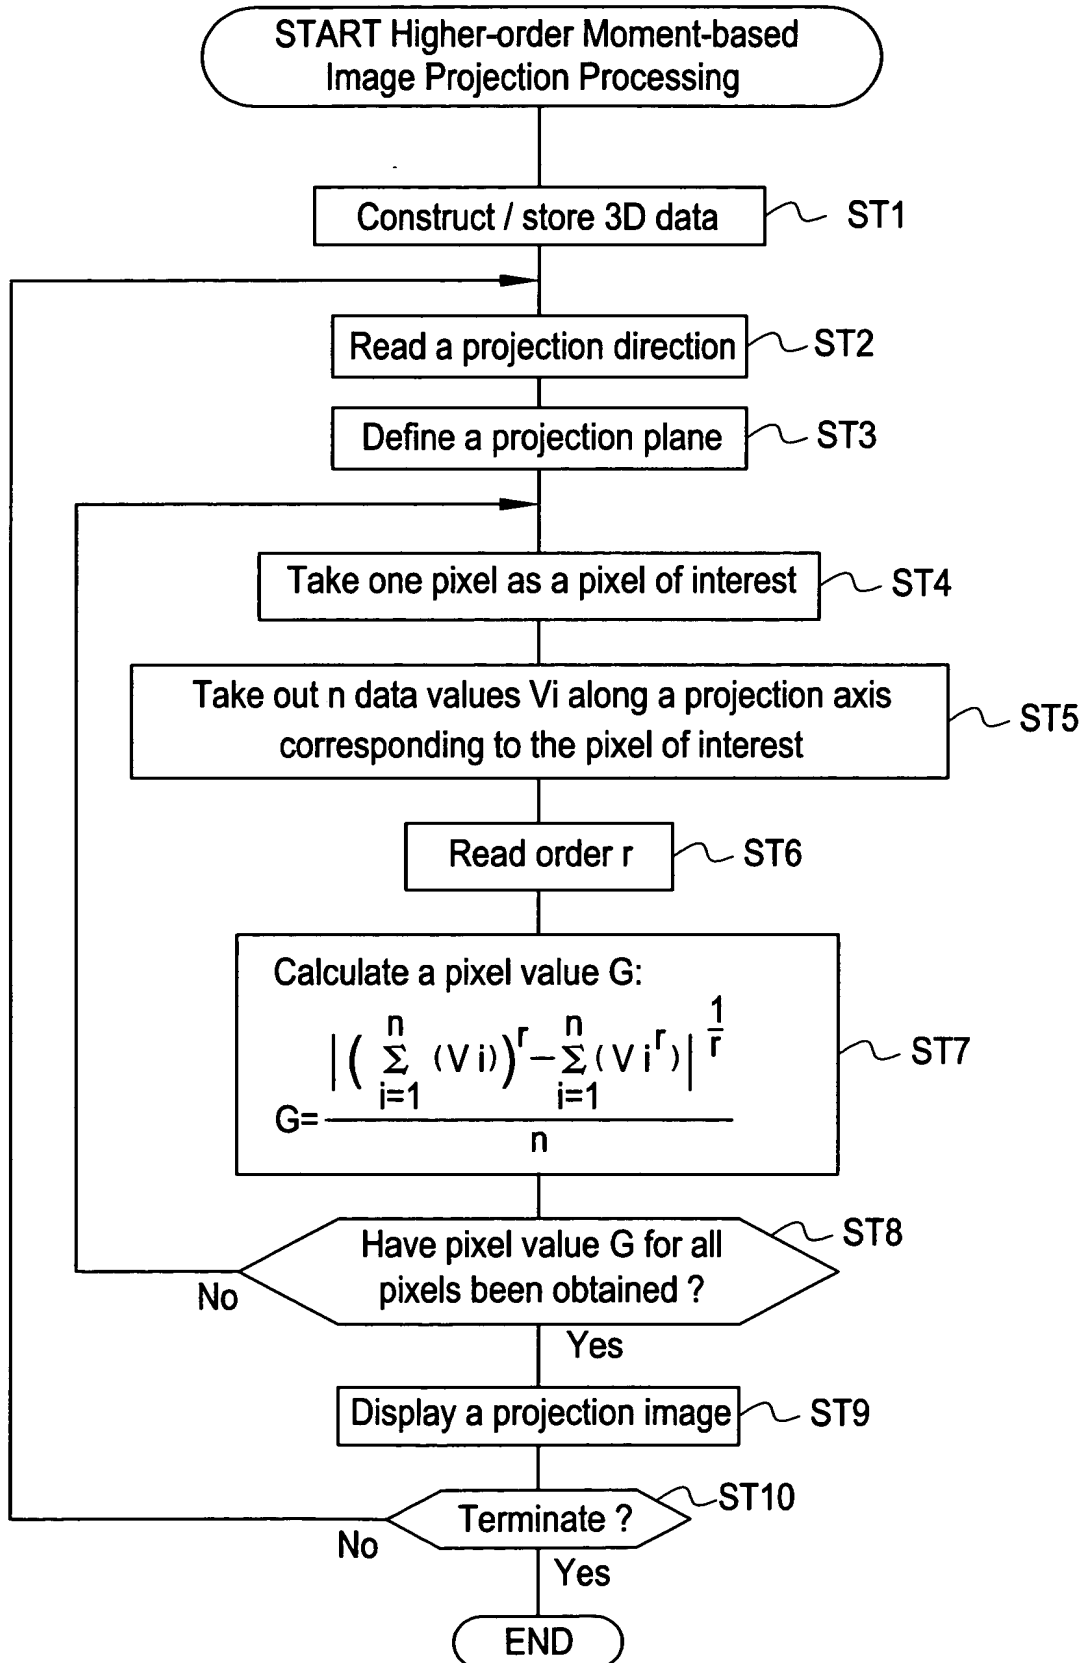 START Higher-order Moment-based
Image Projection Processing
Construct / store 3D data
ST1
Read a projection direction
ST2
Define a projection plane
ST3
Take one pixel as a pixel of interest
ST4
Take out n data values Vi along a projection axis
corresponding to the pixel of interest
ST5
Read order r
ST6
Calculate a pixel value G:
G= | ( n Σ i=1 (Vi) )^r − n Σ i=1 (Vi^r) |^1/r / n
ST7
Have pixel value G for all
pixels been obtained ?
ST8
No
Yes
Display a projection image
ST9
Terminate ?
ST10
No
Yes
END